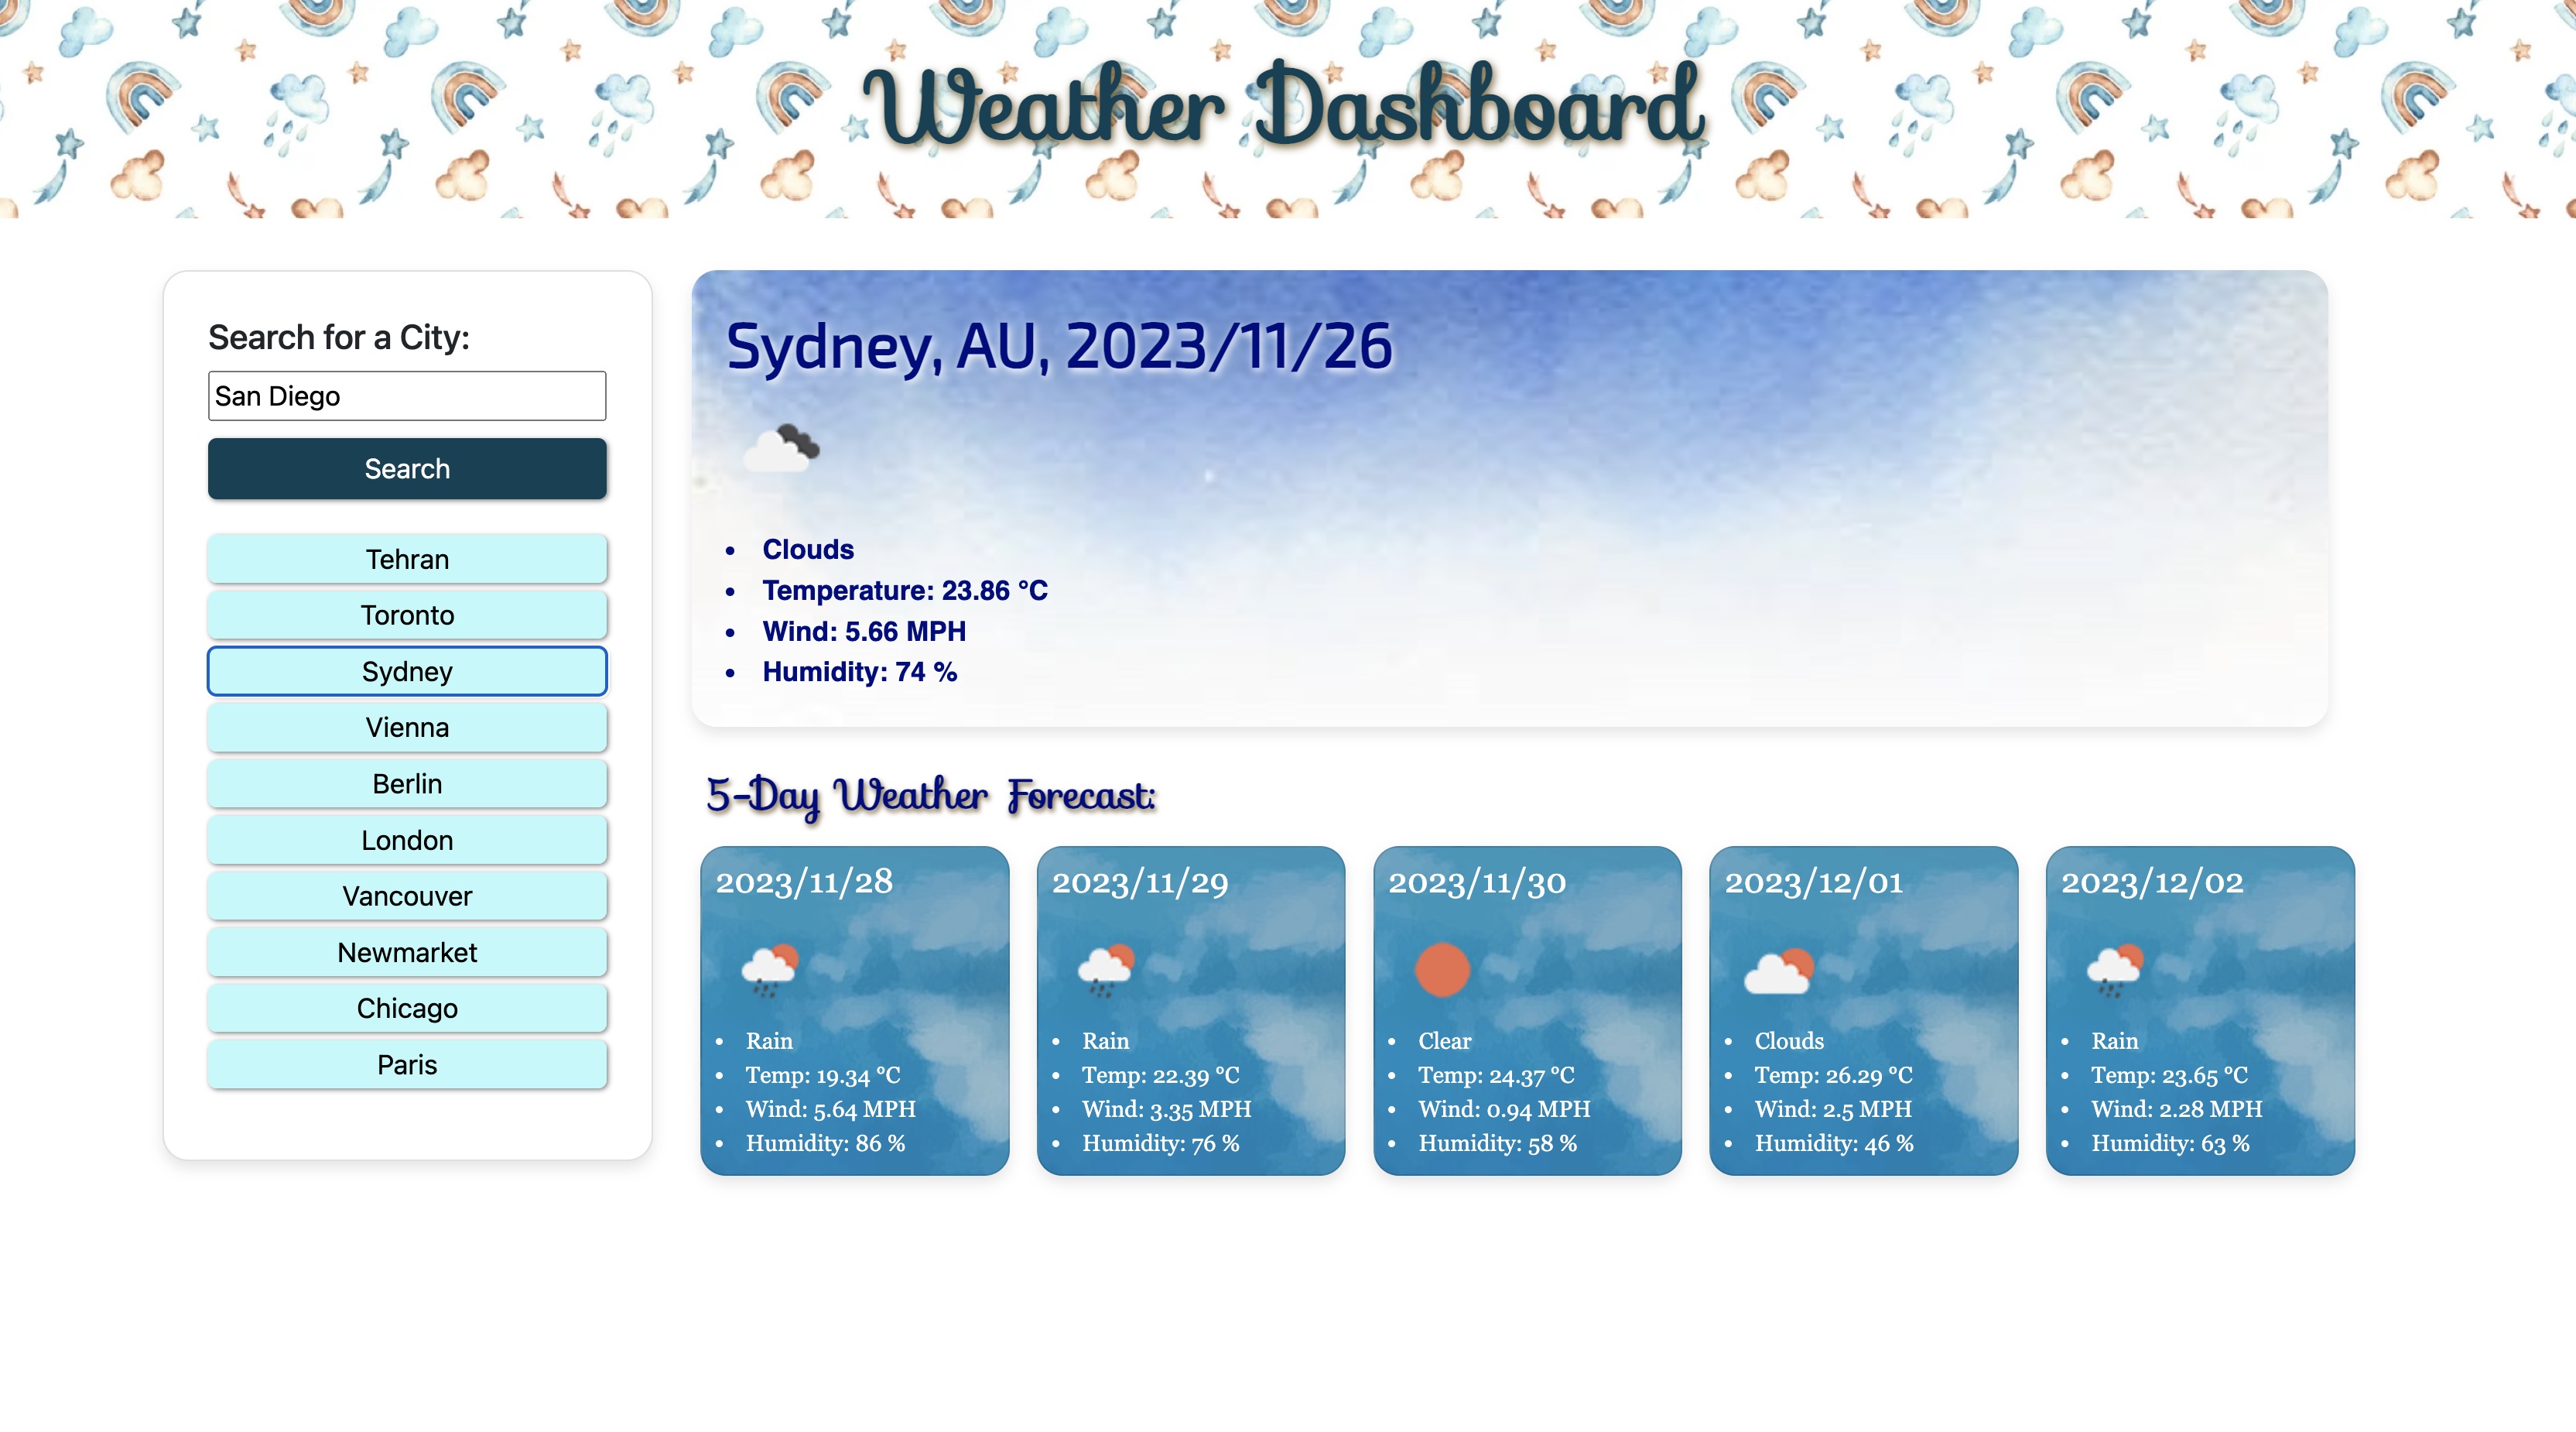 Weather Dashboard
Search for a City:
San Diego
Search
Tehran
Toronto
Sydney
Vienna
Berlin
London
Vancouver
Newmarket
Chicago
Paris
Sydney, AU, 2023/11/26
• Clouds
• Temperature: 23.86 °C
• Wind: 5.66 MPH
• Humidity: 74 %
5-Day Weather Forecast:
2023/11/28
• Rain
• Temp: 19.34 °C
• Wind: 5.64 MPH
• Humidity: 86 %
2023/11/29
• Rain
• Temp: 22.39 °C
• Wind: 3.35 MPH
• Humidity: 76 %
2023/11/30
• Clear
• Temp: 24.37 °C
• Wind: 0.94 MPH
• Humidity: 58 %
2023/12/01
• Clouds
• Temp: 26.29 °C
• Wind: 2.5 MPH
• Humidity: 46 %
2023/12/02
• Rain
• Temp: 23.65 °C
• Wind: 2.28 MPH
• Humidity: 63 %